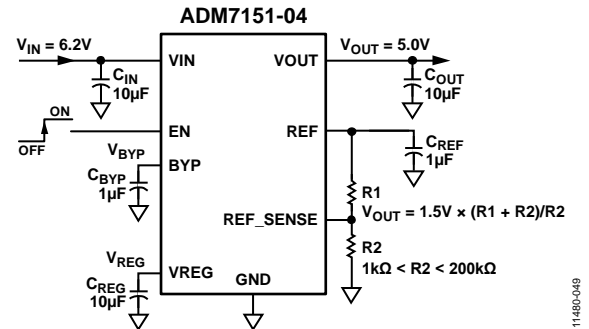 ADM7151-04
VIN = 6.2V
VOUT = 5.0V
VIN
VOUT
CIN
10µF
COUT
10µF
ON
OFF
EN
REF
CREF
1µF
VBYP
BYP
CBYP
1µF
R1
VOUT = 1.5V × (R1 + R2)/R2
REF_SENSE
R2
1kΩ < R2 < 200kΩ
VREG
VREG
CREG
10µF
GND
11480-049